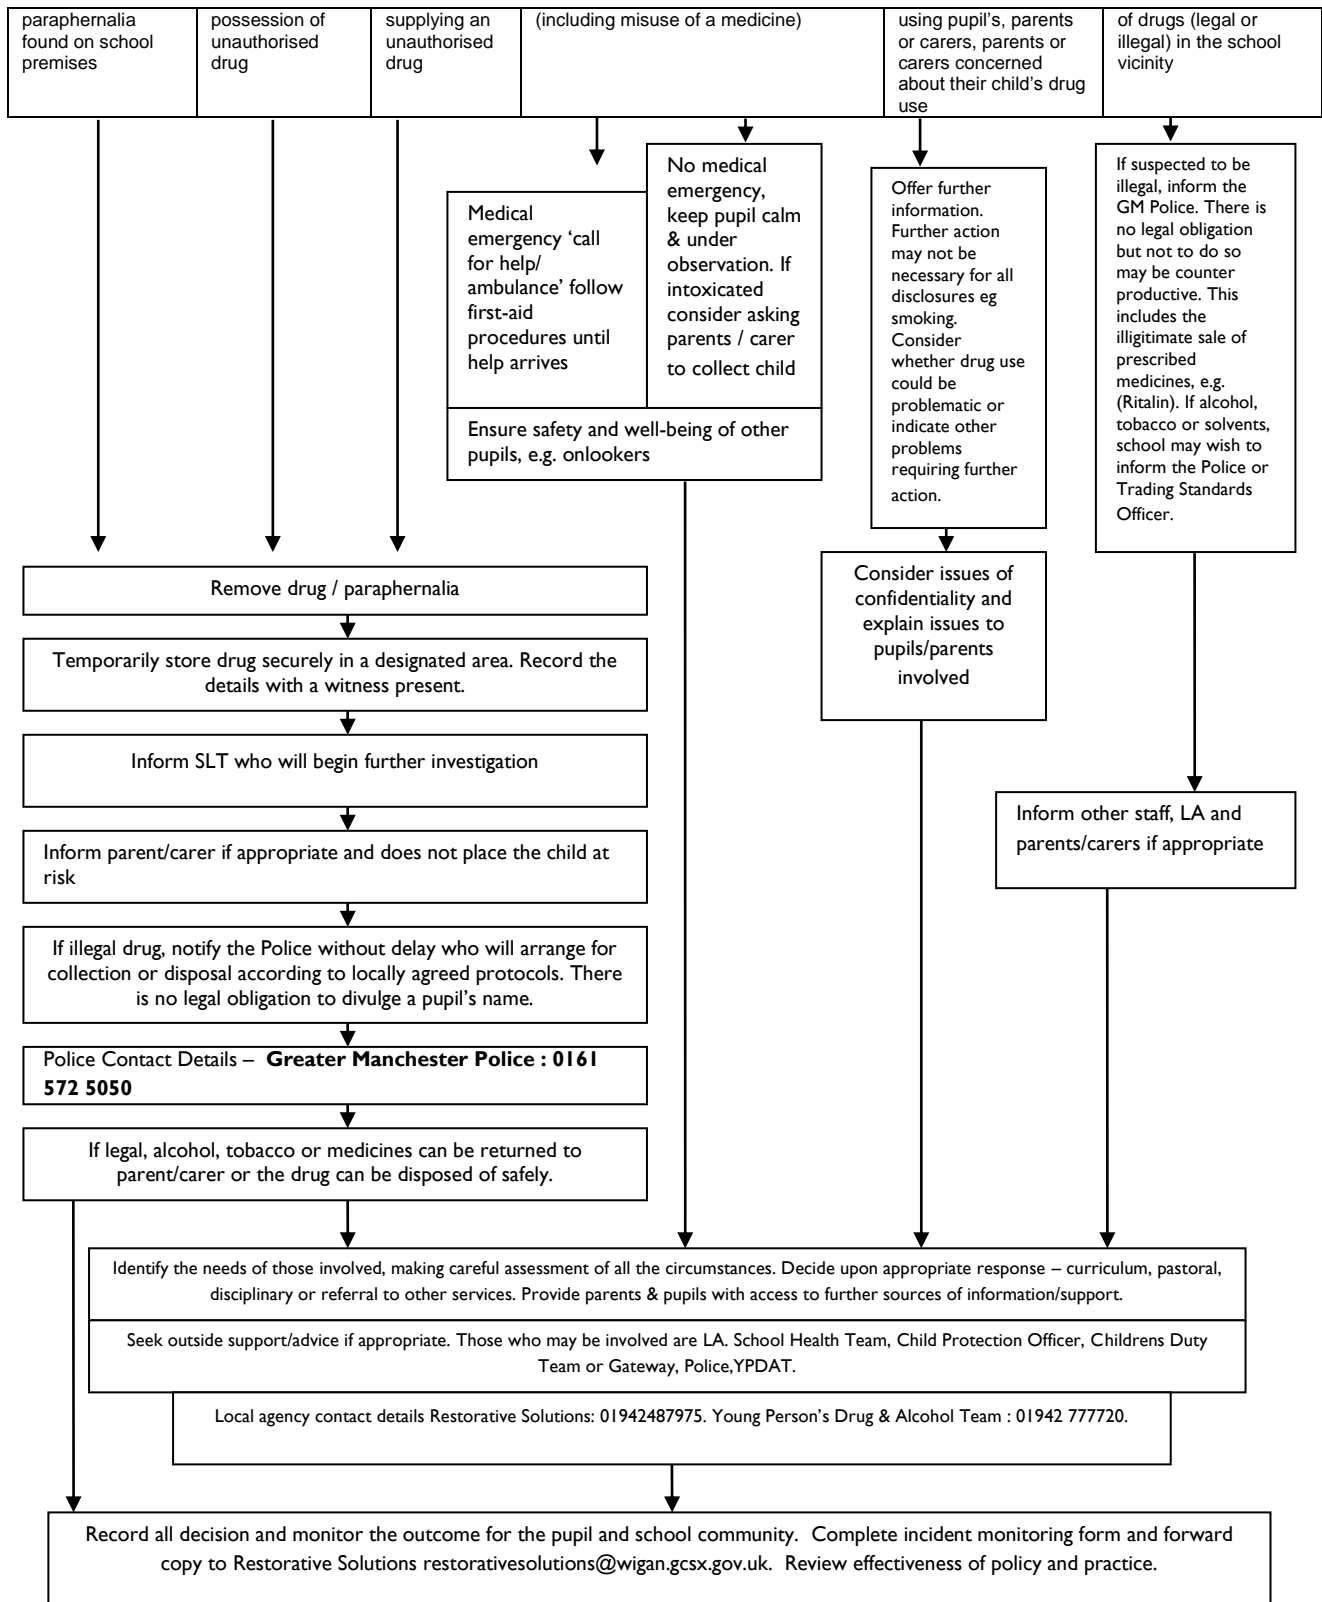 paraphernalia
found on school
premises
possession of
unauthorised
drug
supplying an
unauthorised
drug
(including misuse of a medicine)
using pupil's, parents
or carers, parents or
carers concerned
about their child's drug
use
of drugs (legal or
illegal) in the school
vicinity
Medical
emergency 'call
for help/
ambulance' follow
first-aid
procedures until
help arrives
No medical
emergency,
keep pupil calm
& under
observation. If
intoxicated
consider asking
parents / carer
to collect child
Ensure safety and well-being of other
pupils, e.g. onlookers
Offer further
information.
Further action
may not be
necessary for all
disclosures eg
smoking.
Consider
whether drug use
could be
problematic or
indicate other
problems
requiring further
action.
If suspected to be
illegal, inform the
GM Police. There is
no legal obligation
but not to do so
may be counter
productive. This
includes the
illigitimate sale of
prescribed
medicines, e.g.
(Ritalin). If alcohol,
tobacco or solvents,
school may wish to
inform the Police or
Trading Standards
Officer.
Remove drug / paraphernalia
Temporarily store drug securely in a designated area. Record the
details with a witness present.
Inform SLT who will begin further investigation
Inform parent/carer if appropriate and does not place the child at
risk
If illegal drug, notify the Police without delay who will arrange for
collection or disposal according to locally agreed protocols. There
is no legal obligation to divulge a pupil's name.
Police Contact Details – Greater Manchester Police : 0161
572 5050
If legal, alcohol, tobacco or medicines can be returned to
parent/carer or the drug can be disposed of safely.
Consider issues of
confidentiality and
explain issues to
pupils/parents
involved
Inform other staff, LA and
parents/carers if appropriate
Identify the needs of those involved, making careful assessment of all the circumstances. Decide upon appropriate response – curriculum, pastoral,
disciplinary or referral to other services. Provide parents & pupils with access to further sources of information/support.
Seek outside support/advice if appropriate. Those who may be involved are LA. School Health Team, Child Protection Officer, Childrens Duty
Team or Gateway, Police,YPDAT.
Local agency contact details Restorative Solutions: 01942487975. Young Person's Drug & Alcohol Team : 01942 777720.
Record all decision and monitor the outcome for the pupil and school community.  Complete incident monitoring form and forward
copy to Restorative Solutions restorativesolutions@wigan.gcsx.gov.uk.  Review effectiveness of policy and practice.